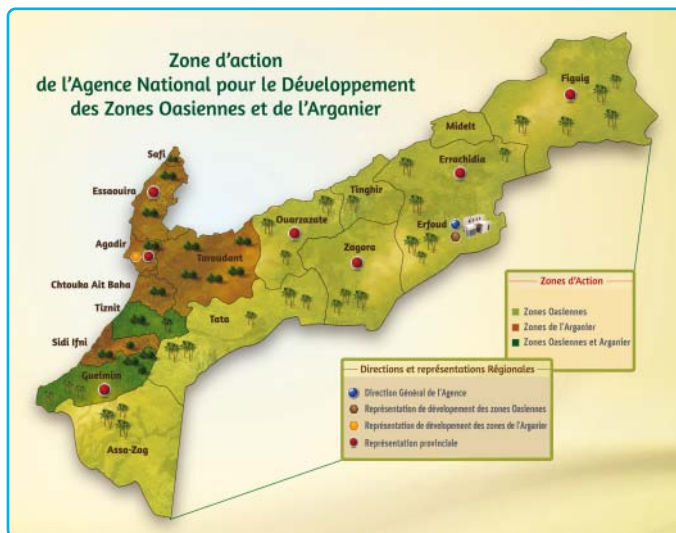 Zone d'action
de l'Agence National pour le Développement
des Zones Oasiennes et de l'Arganier
Figuig
Midelt
Safi
Errachidia
Essaouira
Tinghir
Ouarzazate
Erfoud
Agadir
Zagora
Taroudant
Chtouka Ait Baha
Tiznit
Tata
Sidi Ifni
Guelmim
Assa-Zag
Zones d'Action
Zones Oasiennes
Zones de l'Arganier
Zones Oasiennes et Arganier
Directions et représentations Régionales
Direction Général de l'Agence
Représentation de dévelopement des zones Oasiennes
Représentation de dévelopement des zones de l'Arganier
Représentation provinciale